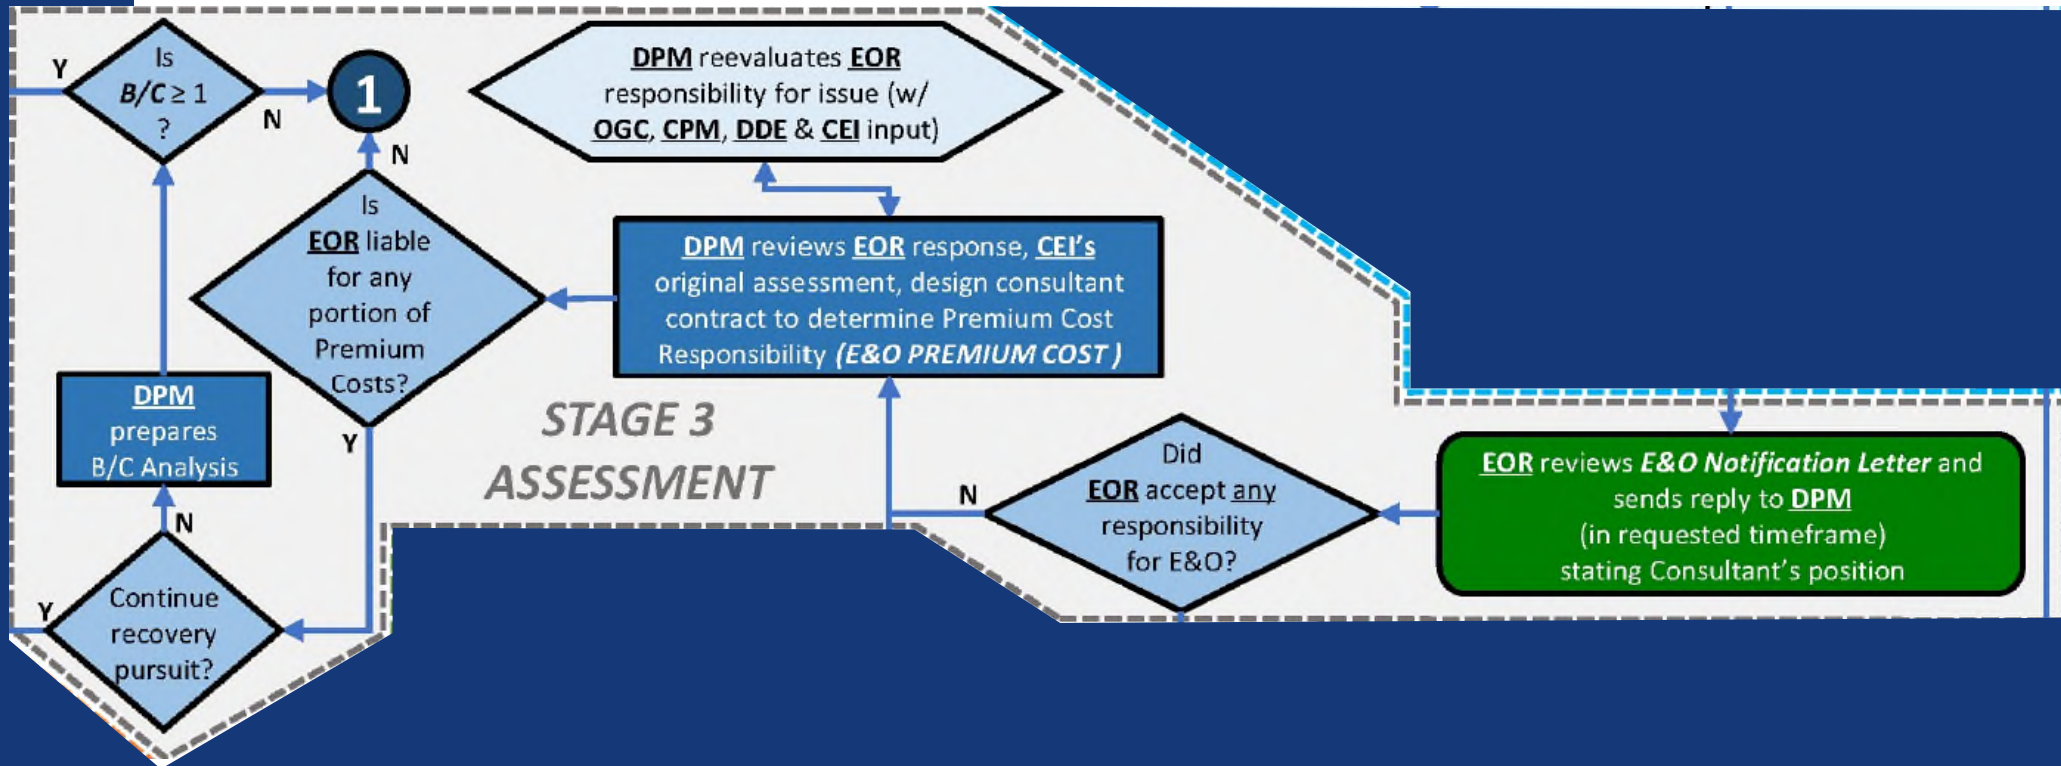 Is
B/C ≥ 1
?
Y
N
1
N
DPM reevaluates EOR
responsibility for issue (w/
OGC, CPM, DDE & CEI input)
Is
EOR liable
for any
portion of
Premium
Costs?
Y
DPM reviews EOR response, CEI's
original assessment, design consultant
contract to determine Premium Cost
Responsibility (E&O PREMIUM COST )
DPM
prepares
B/C Analysis
N
Continue
recovery
pursuit?
Y
STAGE 3
ASSESSMENT
N
Did
EOR accept any
responsibility
for E&O?
EOR reviews E&O Notification Letter and
sends reply to DPM
(in requested timeframe)
stating Consultant's position